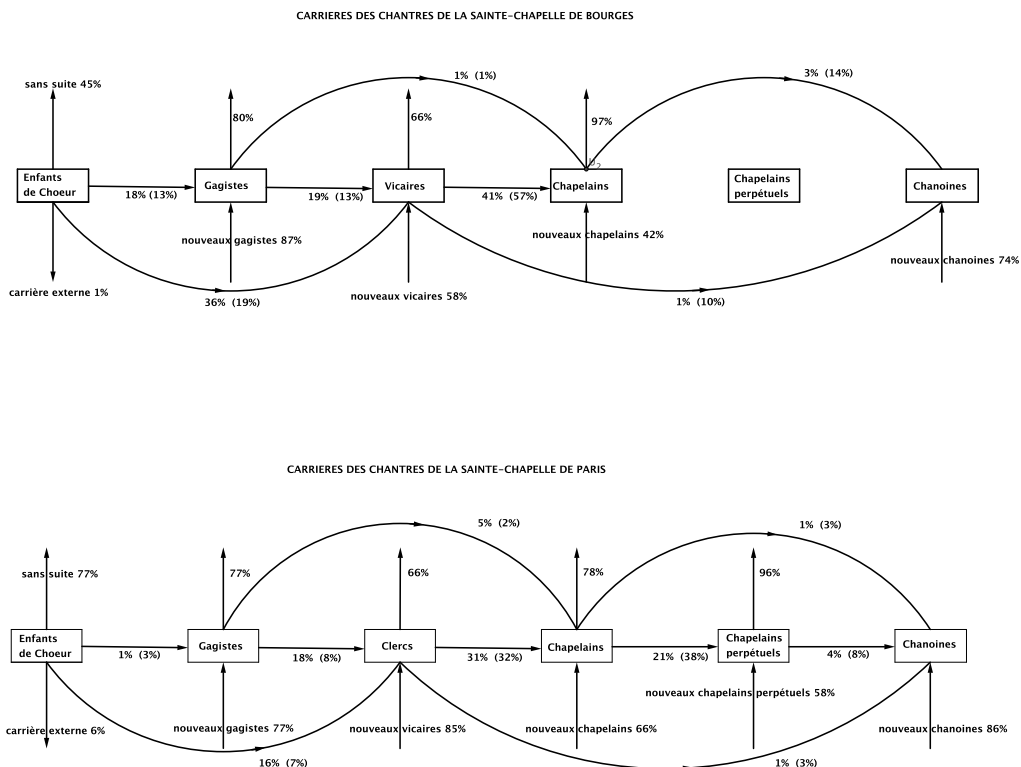 CARRIERES DES CHANTRES DE LA SAINTE-CHAPELLE DE BOURGES
1% (1%)
3% (14%)
sans suite 45%
80%
66%
97%
U2
Enfants
de Choeur
18% (13%)
Gagistes
19% (13%)
Vicaires
41% (57%)
Chapelains
Chapelains
perpétuels
Chanoines
nouveaux gagistes 87%
nouveaux chapelains 42%
nouveaux chanoines 74%
carrière externe 1%
36% (19%)
nouveaux vicaires 58%
1% (10%)
CARRIERES DES CHANTRES DE LA SAINTE-CHAPELLE DE PARIS
5% (2%)
1% (3%)
sans suite 77%
77%
66%
78%
96%
Enfants
de Choeur
1% (3%)
Gagistes
18% (8%)
Clercs
31% (32%)
Chapelains
21% (38%)
Chapelains
perpétuels
4% (8%)
Chanoines
nouveaux chapelains perpétuels 58%
carrière externe 6%
nouveaux gagistes 77%
nouveaux vicaires 85%
nouveaux chapelains 66%
nouveaux chanoines 86%
16% (7%)
1% (3%)